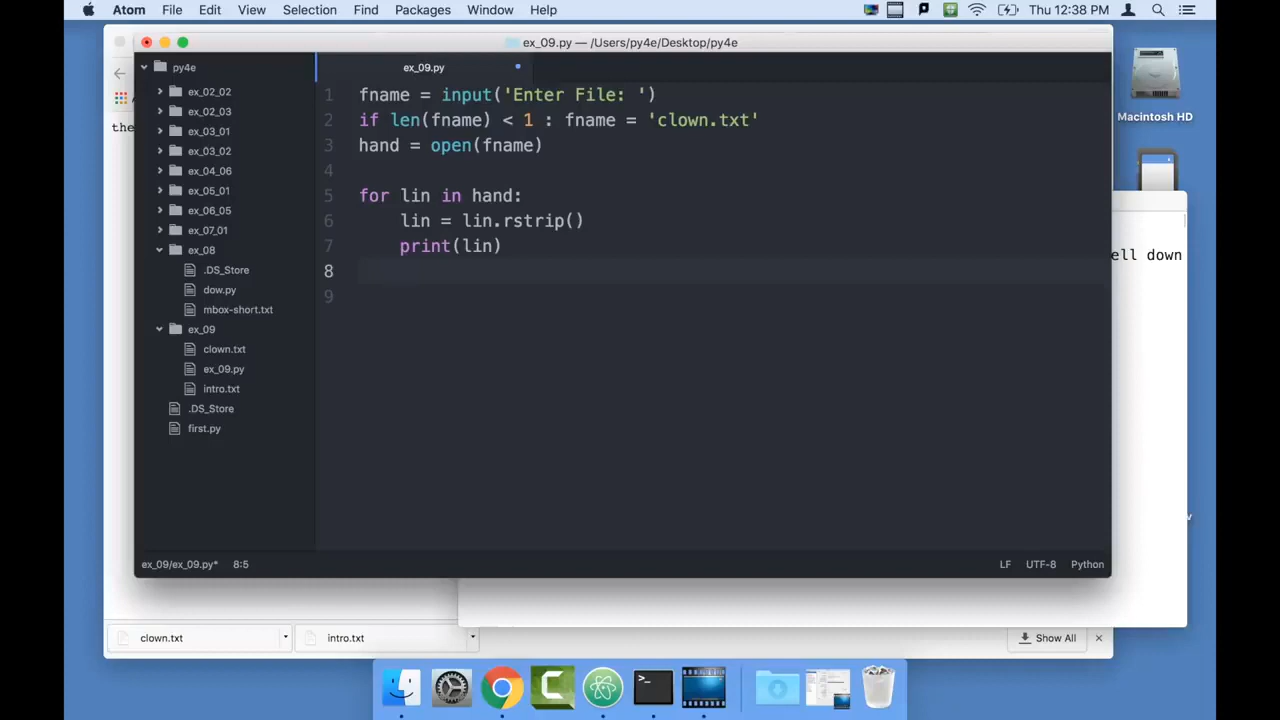 Atom File Edit View Selection Find Packages Window Help Thu 12:38 PM
ex_09.py — /Users/py4e/Desktop/py4e
py4e
ex_02_02
ex_02_03
ex_03_01
ex_03_02
ex_04_06
ex_05_01
ex_06_05
ex_07_01
ex_08
.DS_Store
dow.py
mbox-short.txt
ex_09
clown.txt
ex_09.py
intro.txt
.DS_Store
first.py
ex_09.py
1 fname = input('Enter File: ')
2 if len(fname) < 1 : fname = 'clown.txt'
3 hand = open(fname)
4
5 for lin in hand:
6 lin = lin.rstrip()
7 print(lin)
8
9
ex_09/ex_09.py* 8:5 LF UTF-8 Python
the
ell down
Macintosh HD
clown.txt intro.txt Show All